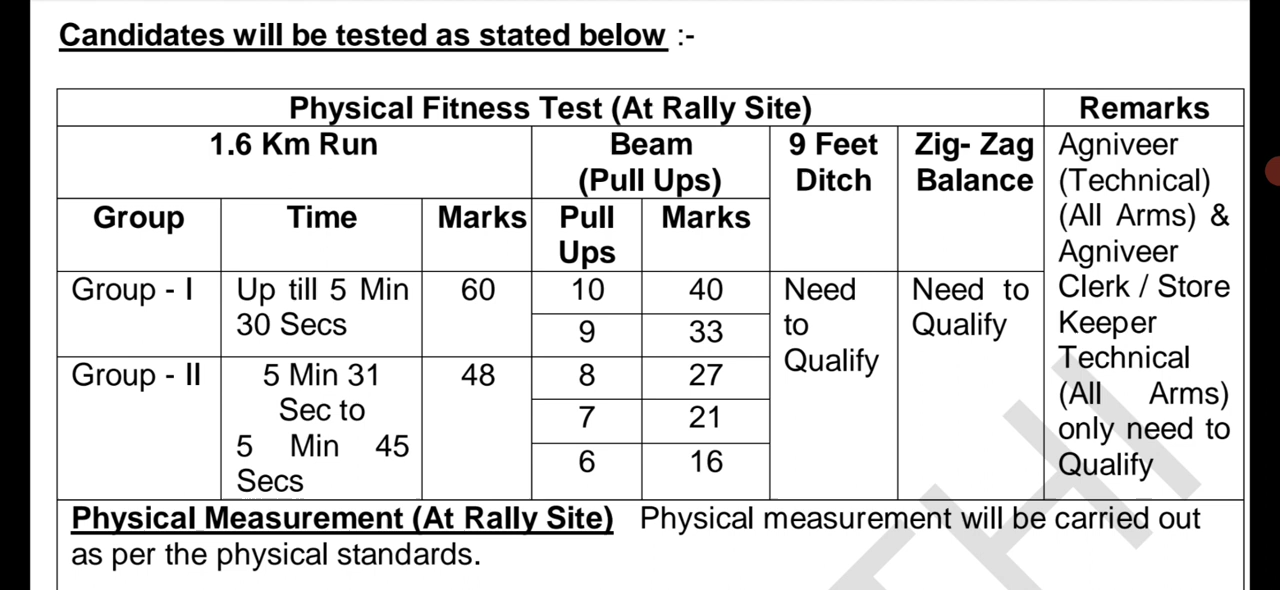 Candidates will be tested as stated below :-
Physical Fitness Test (At Rally Site) Remarks
1.6 Km Run
Beam
(Pull Ups)
9 Feet
Ditch
Zig- Zag
Balance
Group Time Marks
Pull
Ups
Marks
Group - I
Up till 5 Min
30 Secs
60
10 40
9 33
Group - II
5 Min 31
Sec to
5 Min 45
Secs
48
8 27
7 21
6 16
Need
to
Qualify
Need to
Qualify
Agniveer
(Technical)
(All Arms) &
Agniveer
Clerk / Store
Keeper
Technical
(All Arms)
only need to
Qualify
Physical Measurement (At Rally Site) Physical measurement will be carried out
as per the physical standards.